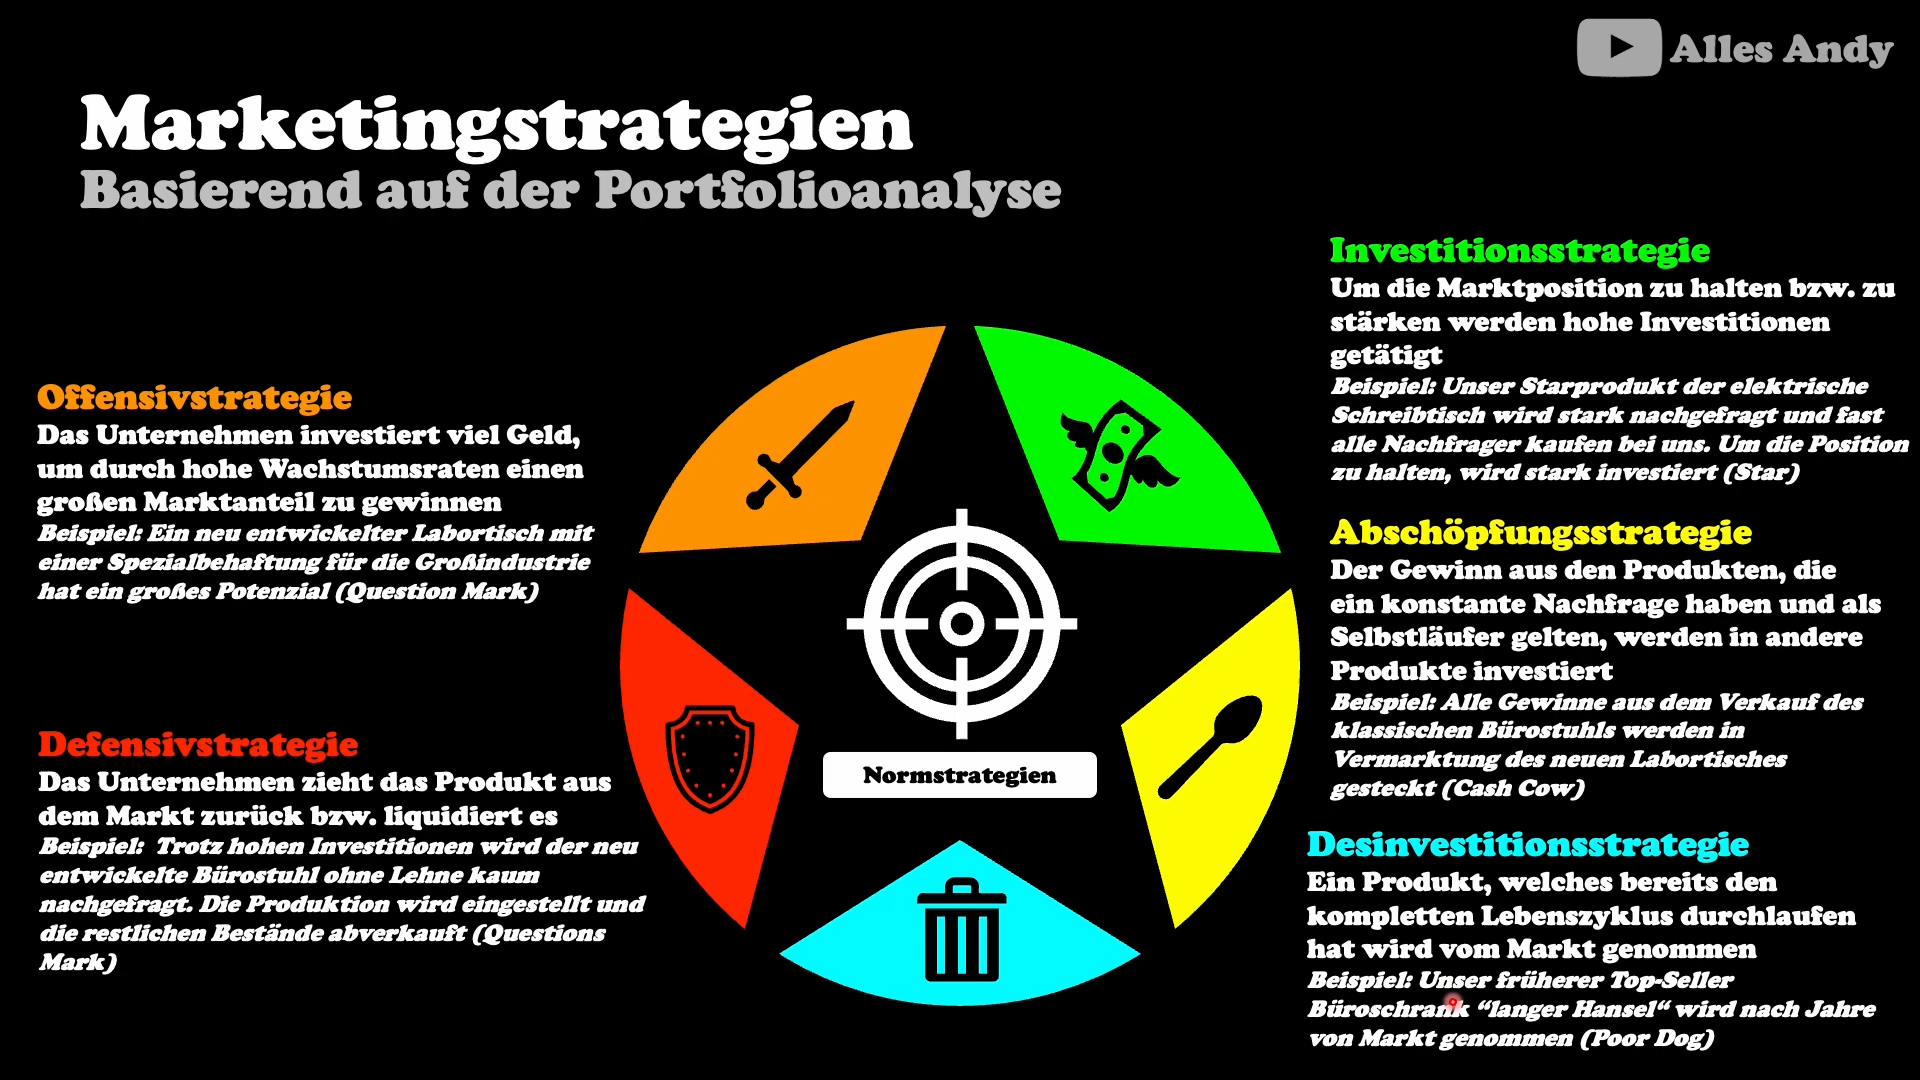 Alles Andy
Marketingstrategien
Basierend auf der Portfolioanalyse
Offensivstrategie
Das Unternehmen investiert viel Geld,
um durch hohe Wachstumsraten einen
großen Marktanteil zu gewinnen
Beispiel: Ein neu entwickelter Labortisch mit
einer Spezialbehaftung für die Großindustrie
hat ein großes Potenzial (Question Mark)
Defensivstrategie
Das Unternehmen zieht das Produkt aus
dem Markt zurück bzw. liquidiert es
Beispiel: Trotz hohen Investitionen wird der neu
entwickelte Bürostuhl ohne Lehne kaum
nachgefragt. Die Produktion wird eingestellt und
die restlichen Bestände abverkauft (Questions
Mark)
Normstrategien
Investitionsstrategie
Um die Marktposition zu halten bzw. zu
stärken werden hohe Investitionen
getätigt
Beispiel: Unser Starprodukt der elektrische
Schreibtisch wird stark nachgefragt und fast
alle Nachfrager kaufen bei uns. Um die Position
zu halten, wird stark investiert (Star)
Abschöpfungsstrategie
Der Gewinn aus den Produkten, die
ein konstante Nachfrage haben und als
Selbstläufer gelten, werden in andere
Produkte investiert
Beispiel: Alle Gewinne aus dem Verkauf des
klassischen Bürostuhls werden in
Vermarktung des neuen Labortisches
gesteckt (Cash Cow)
Desinvestitionsstrategie
Ein Produkt, welches bereits den
kompletten Lebenszyklus durchlaufen
hat wird vom Markt genommen
Beispiel: Unser früherer Top-Seller
Büroschrank “langer Hansel“ wird nach Jahre
von Markt genommen (Poor Dog)